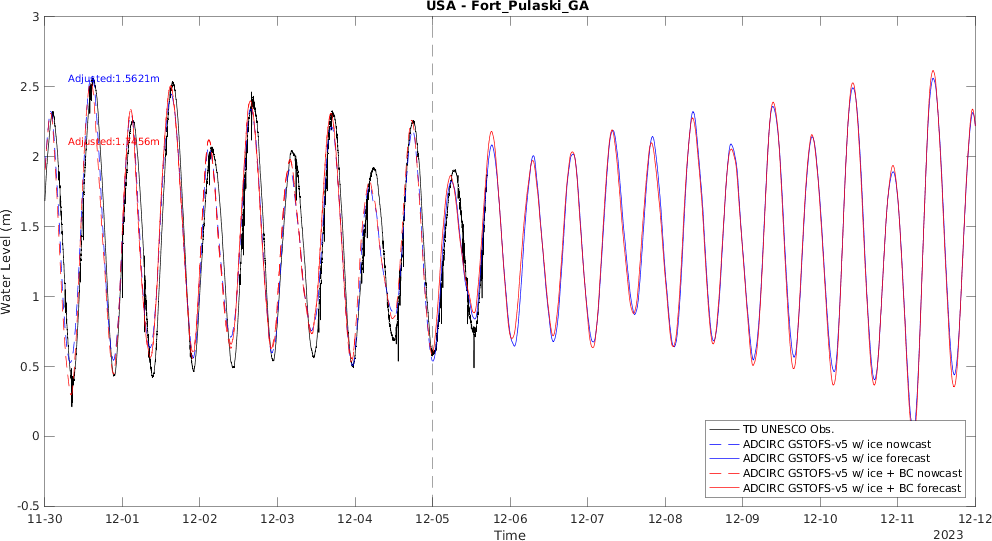 USA - Fort_Pulaski_GA
3
2.5
2
1.5
1
0.5
0
-0.5
Water Level (m)
Adjusted:1.5621m
11-30
12-01
12-02
12-03
12-04
12-05
12-06
12-07
12-08
12-09
12-10
12-11
12-12
Time
2023
TD UNESCO Obs.
ADCIRC GSTOFS-v5 w/ ice nowcast
ADCIRC GSTOFS-v5 w/ ice forecast
ADCIRC GSTOFS-v5 w/ ice + BC nowcast
ADCIRC GSTOFS-v5 w/ ice + BC forecast